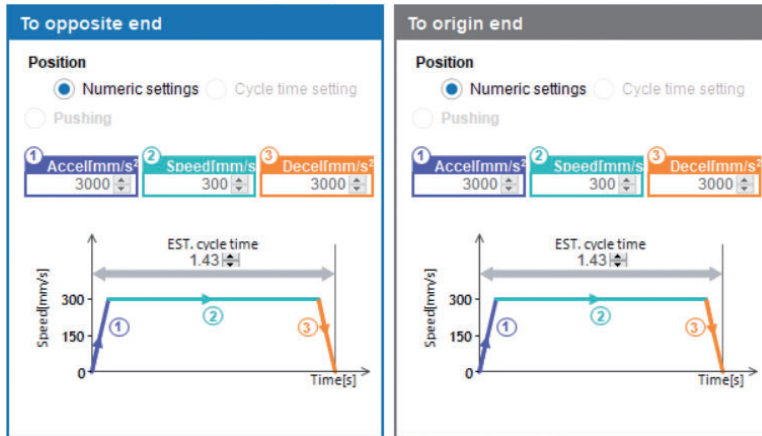 To opposite end
Position
Numeric settings
Cycle time setting
Pushing
1 Accel[mm/s²
2 Speed[mm/s
3 Decel[mm/s²
3000
300
3000
EST. cycle time
1.43
Speed[mm/s]
300
150
0
1
2
3
Time[s]
To origin end
Position
Numeric settings
Cycle time setting
Pushing
1 Accel[mm/s²
2 Speed[mm/s
3 Decel[mm/s²
3000
300
3000
EST. cycle time
1.43
Speed[mm/s]
300
150
0
1
2
3
Time[s]